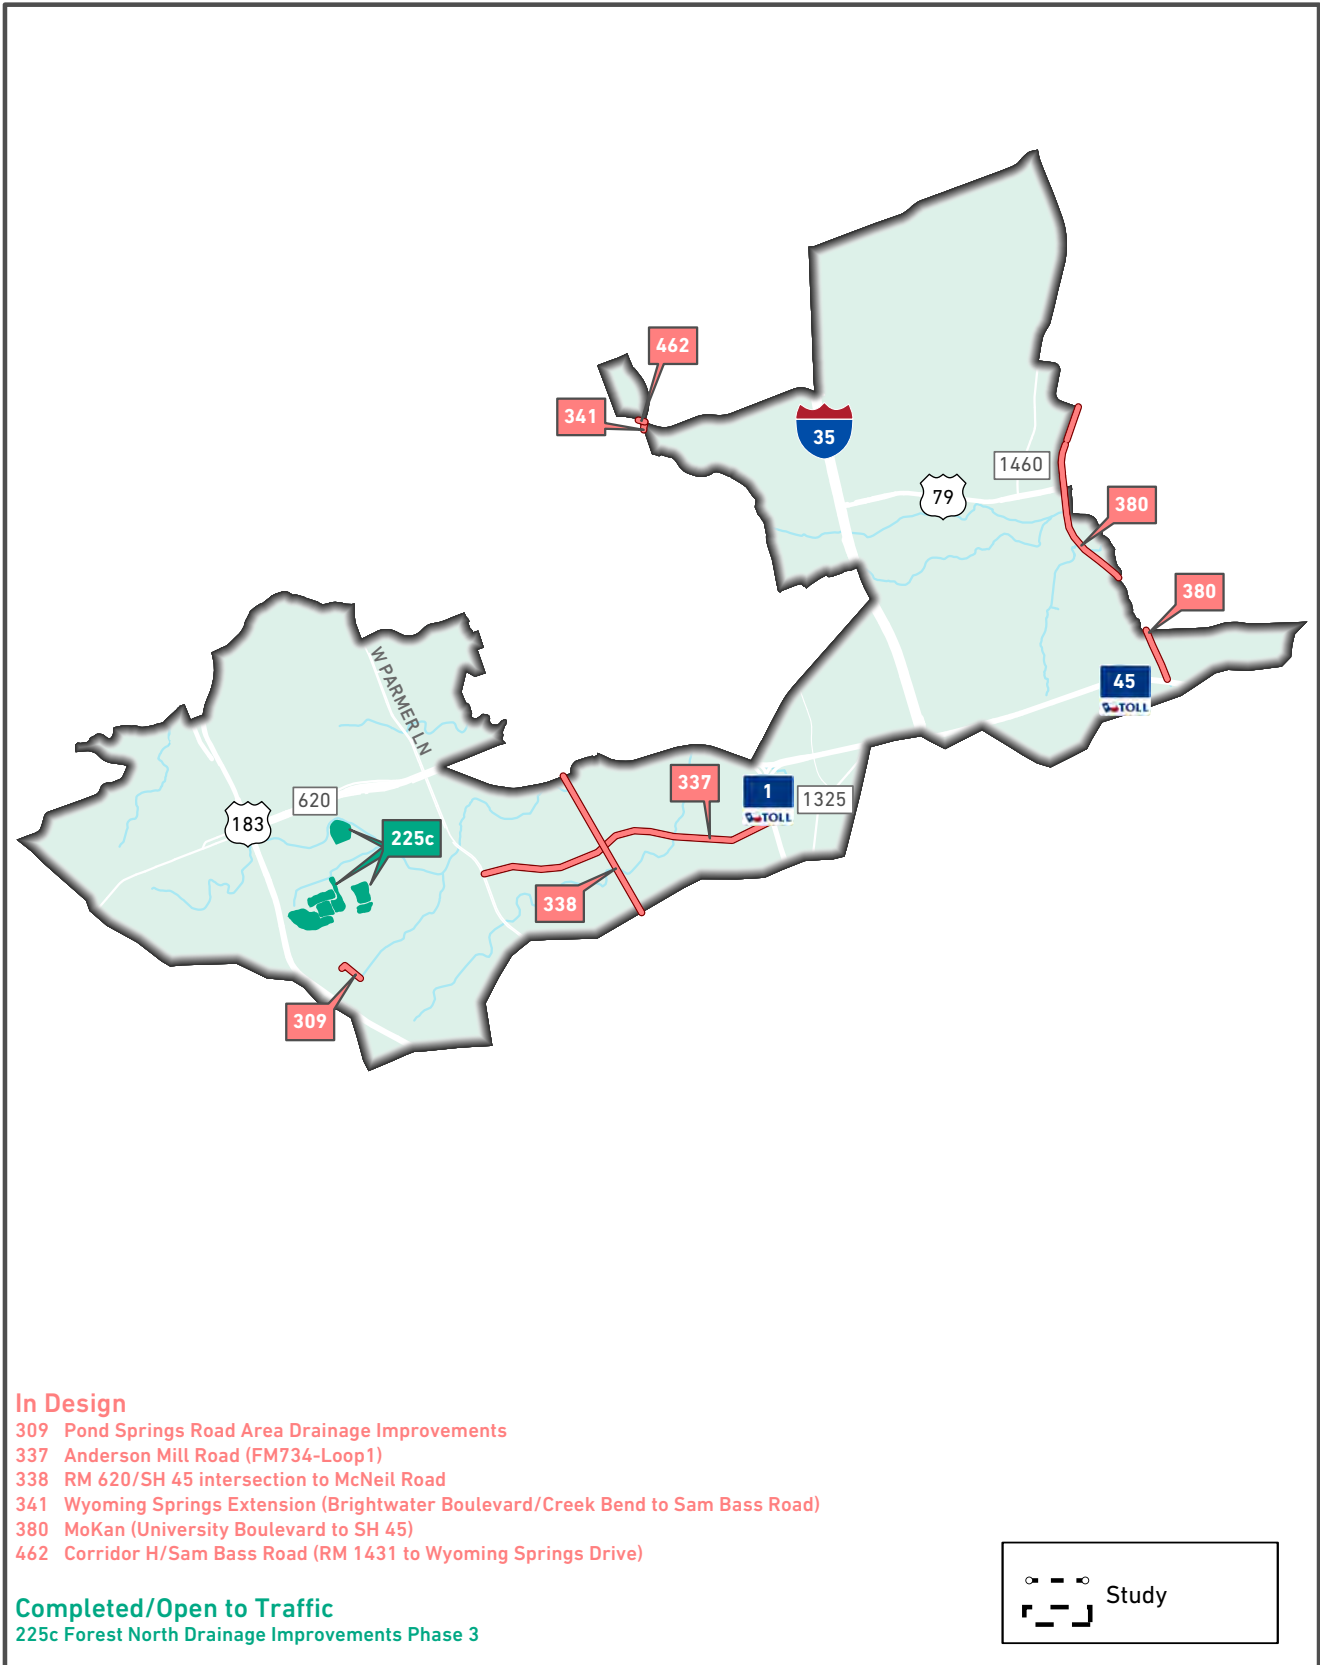 462
341
35
1460
79
380
380
W PARMER LN
45
TOLL
337
1
TOLL
1325
620
183
225c
338
309
In Design
309 Pond Springs Road Area Drainage Improvements
337 Anderson Mill Road (FM734-Loop1)
338 RM 620/SH 45 intersection to McNeil Road
341 Wyoming Springs Extension (Brightwater Boulevard/Creek Bend to Sam Bass Road)
380 MoKan (University Boulevard to SH 45)
462 Corridor H/Sam Bass Road (RM 1431 to Wyoming Springs Drive)
Completed/Open to Traffic
225c Forest North Drainage Improvements Phase 3
Study